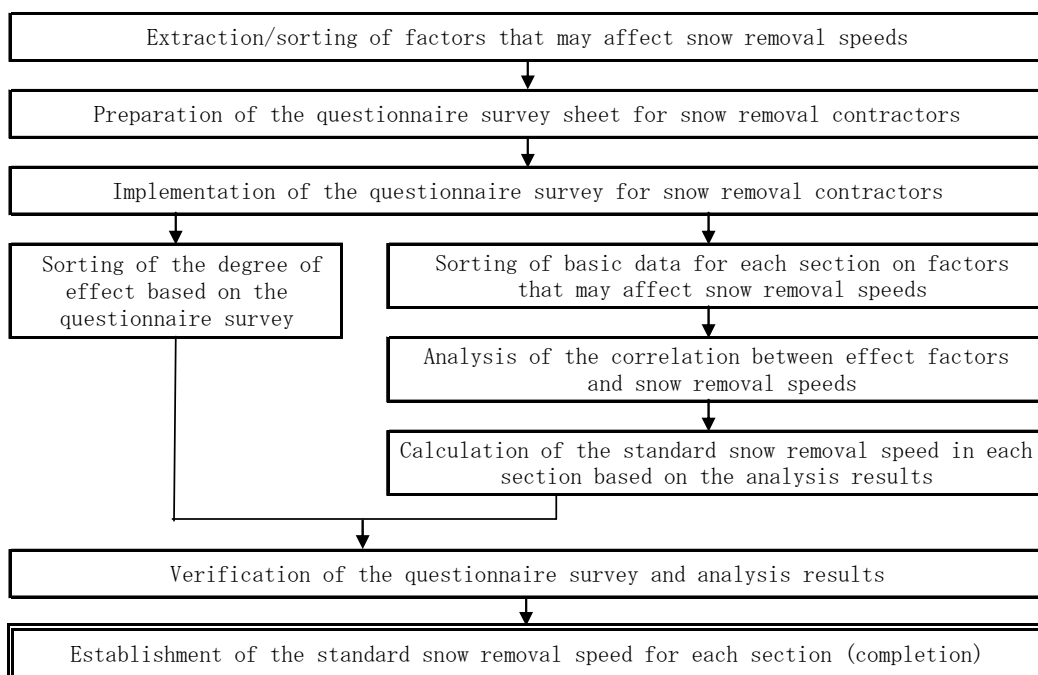 Extraction/sorting of factors that may affect snow removal speeds
Preparation of the questionnaire survey sheet for snow removal contractors
Implementation of the questionnaire survey for snow removal contractors
Sorting of the degree of
effect based on the
questionnaire survey
Sorting of basic data for each section on factors
that may affect snow removal speeds
Analysis of the correlation between effect factors
and snow removal speeds
Calculation of the standard snow removal speed in each
section based on the analysis results
Verification of the questionnaire survey and analysis results
Establishment of the standard snow removal speed for each section (completion)